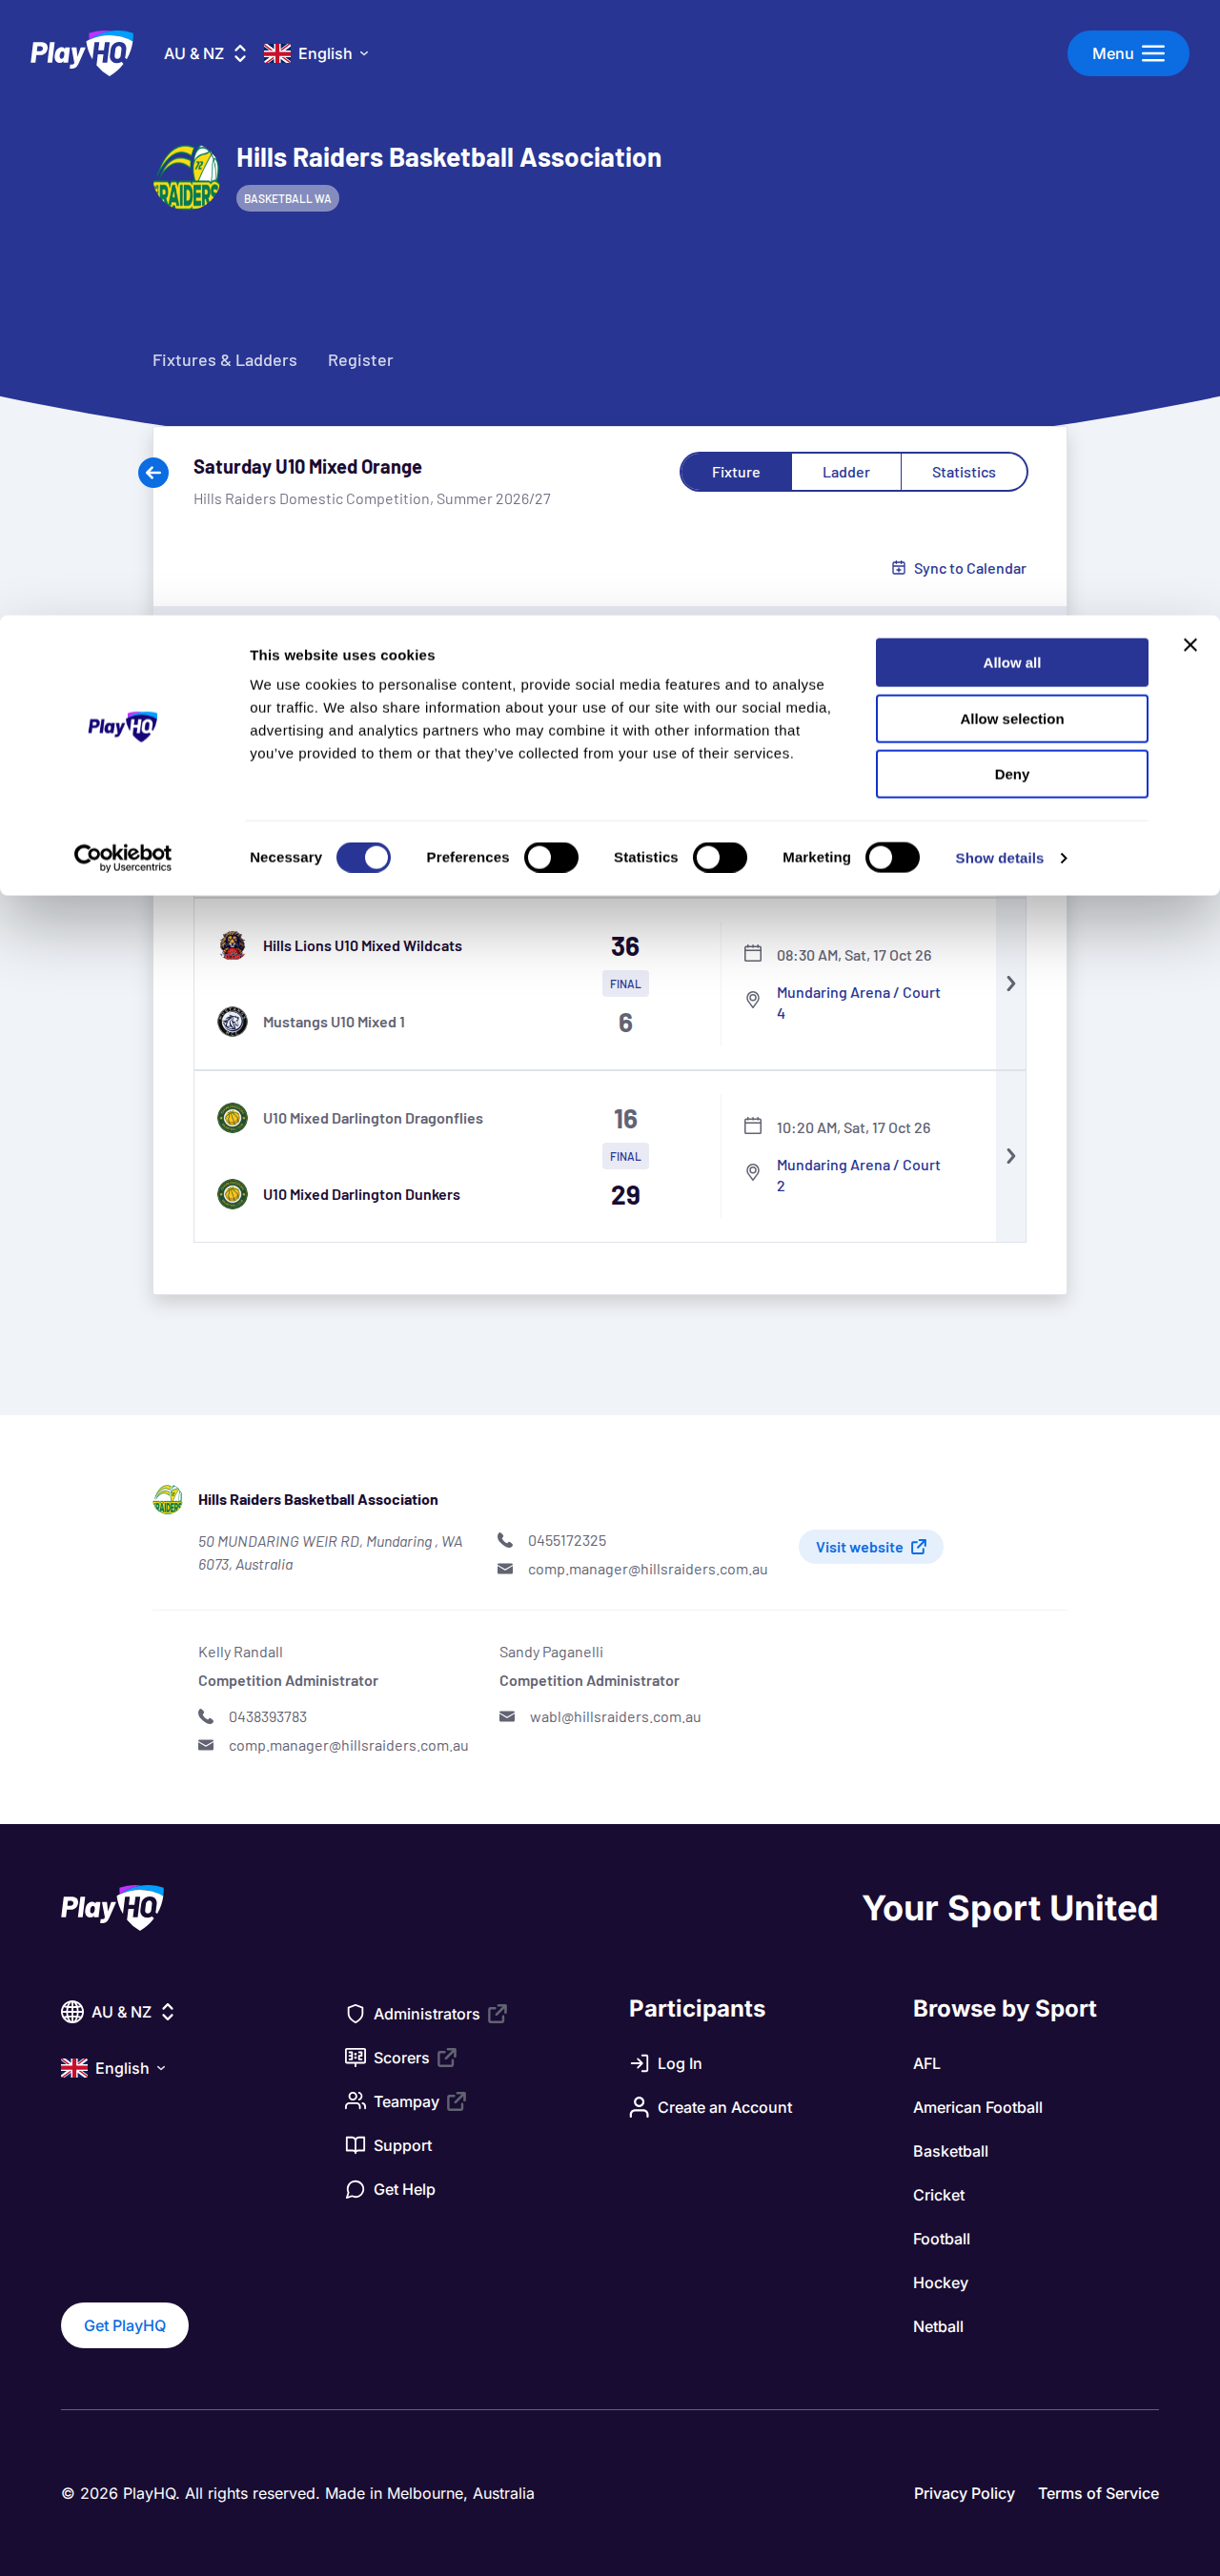 PlayHQ
AU & NZ
English
Menu
RAIDERS
Hills Raiders Basketball Association
BASKETBALL WA
Fixtures & Ladders
Register
Saturday U10 Mixed Orange
Hills Raiders Domestic Competition, Summer 2026/27
Fixture
Ladder
Statistics
Sync to Calendar
PlayHQ
This website uses cookies
We use cookies to personalise content, provide social media features and to analyse
our traffic. We also share information about your use of our site with our social media,
advertising and analytics partners who may combine it with other information that
you've provided to them or that they've collected from your use of their services.
Allow all
Allow selection
Deny
Cookiebot
by Usercentrics
Necessary
Preferences
Statistics
Marketing
Show details
Hills Lions U10 Mixed Wildcats
36
FINAL
Mustangs U10 Mixed 1
6
08:30 AM, Sat, 17 Oct 26
Mundaring Arena / Court
4
U10 Mixed Darlington Dragonflies
16
FINAL
U10 Mixed Darlington Dunkers
29
10:20 AM, Sat, 17 Oct 26
Mundaring Arena / Court
2
RAIDERS
Hills Raiders Basketball Association
50 MUNDARING WEIR RD, Mundaring , WA
6073, Australia
0455172325
comp.manager@hillsraiders.com.au
Visit website
Kelly Randall
Competition Administrator
0438393783
comp.manager@hillsraiders.com.au
Sandy Paganelli
Competition Administrator
wabl@hillsraiders.com.au
PlayHQ
Your Sport United
AU & NZ
English
Get PlayHQ
Administrators
Scorers
Teampay
Support
Get Help
Participants
Log In
Create an Account
Browse by Sport
AFL
American Football
Basketball
Cricket
Football
Hockey
Netball
© 2026 PlayHQ. All rights reserved. Made in Melbourne, Australia
Privacy Policy
Terms of Service